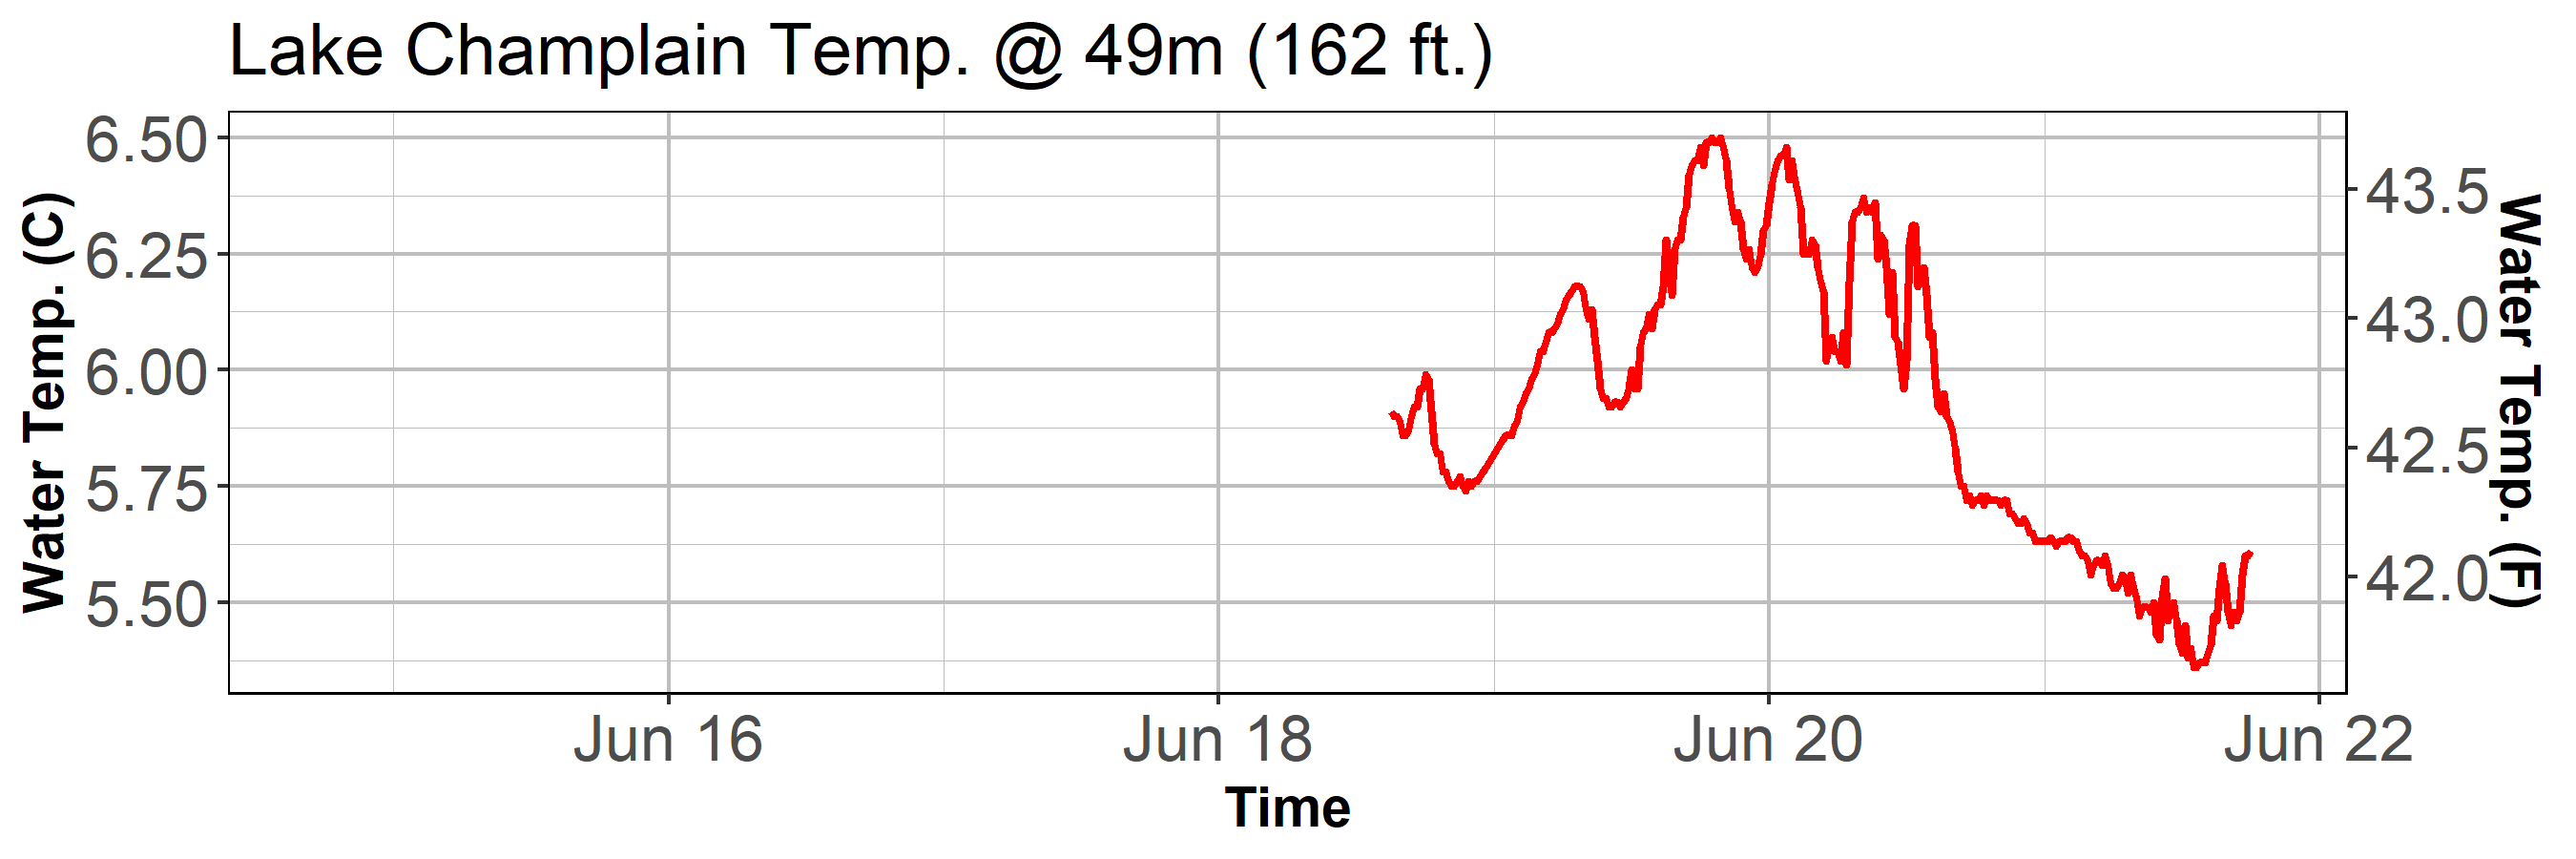 Lake Champlain Temp. @ 49m (162 ft.)
Water Temp. (C)
6.50
6.25
6.00
5.75
5.50
43.5
43.0
42.5
42.0
Water Temp. (F)
Jun 16
Jun 18
Jun 20
Jun 22
Time